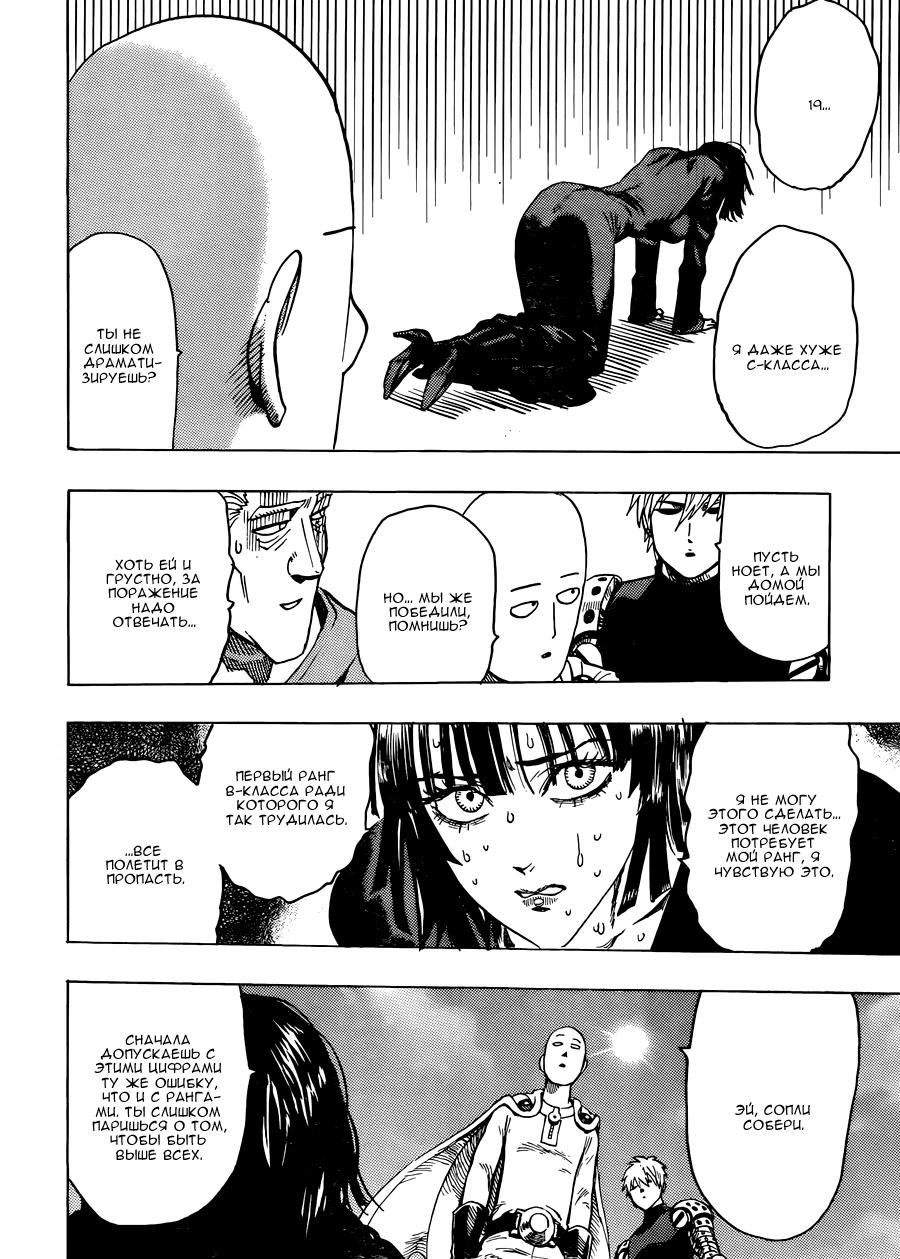 19...
Я ДАЖЕ ХУЖЕ
С-КЛАССА...
ТЫ НЕ
СЛИШКОМ
ДРАМАТИ-
ЗИРУЕШЬ?
ПУСТЬ
НОЕТ, А МЫ
ДОМОЙ
ПОЙДЕМ.
НО... МЫ ЖЕ
ПОБЕДИЛИ,
ПОМНИШЬ?
ХОТЬ ЕЙ И
ГРУСТНО, ЗА
ПОРАЖЕНИЕ
НАДО
ОТВЕЧАТЬ...
Я НЕ МОГУ
ЭТОГО СДЕЛАТЬ...
ЭТОТ ЧЕЛОВЕК
ПОТРЕБУЕТ
МОЙ РАНГ, Я
ЧУВСТВУЮ ЭТО.
ПЕРВЫЙ РАНГ
В-КЛАССА РАДИ
КОТОРОГО Я
ТАК ТРУДИЛАСЬ.
...ВСЕ
ПОЛЕТИТ В
ПРОПАСТЬ.
ЭЙ, СОПЛИ
СОБЕРИ.
СНАЧАЛА
ДОПУСКАЕШЬ С
ЭТИМИ ЦИФРАМИ
ТУ ЖЕ ОШИБКУ,
ЧТО И С РАНГА-
МИ. ТЫ СЛИШКОМ
ПАРИШЬСЯ О ТОМ,
ЧТОБЫ БЫТЬ
ВЫШЕ ВСЕХ.